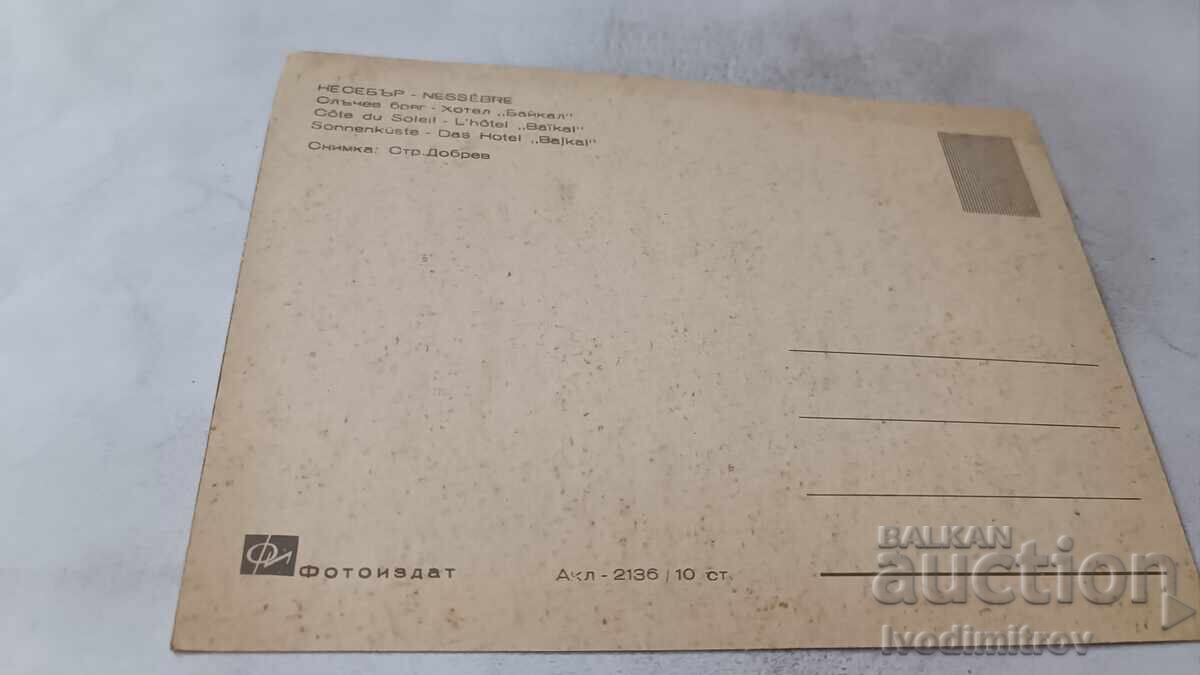 НЕСЕБЪР - NESSÈBRE
Слънчев бряг - Хотел „Байкал"
Côte du Soleil - L'hôtel „Baïkal"
Sonnenküste - Das Hotel „Bajkal"
Снимка: Стр. Добрев
Фотоиздат
Акл - 2136 / 10 ст.
BALKAN
auction
Ivodimitrov